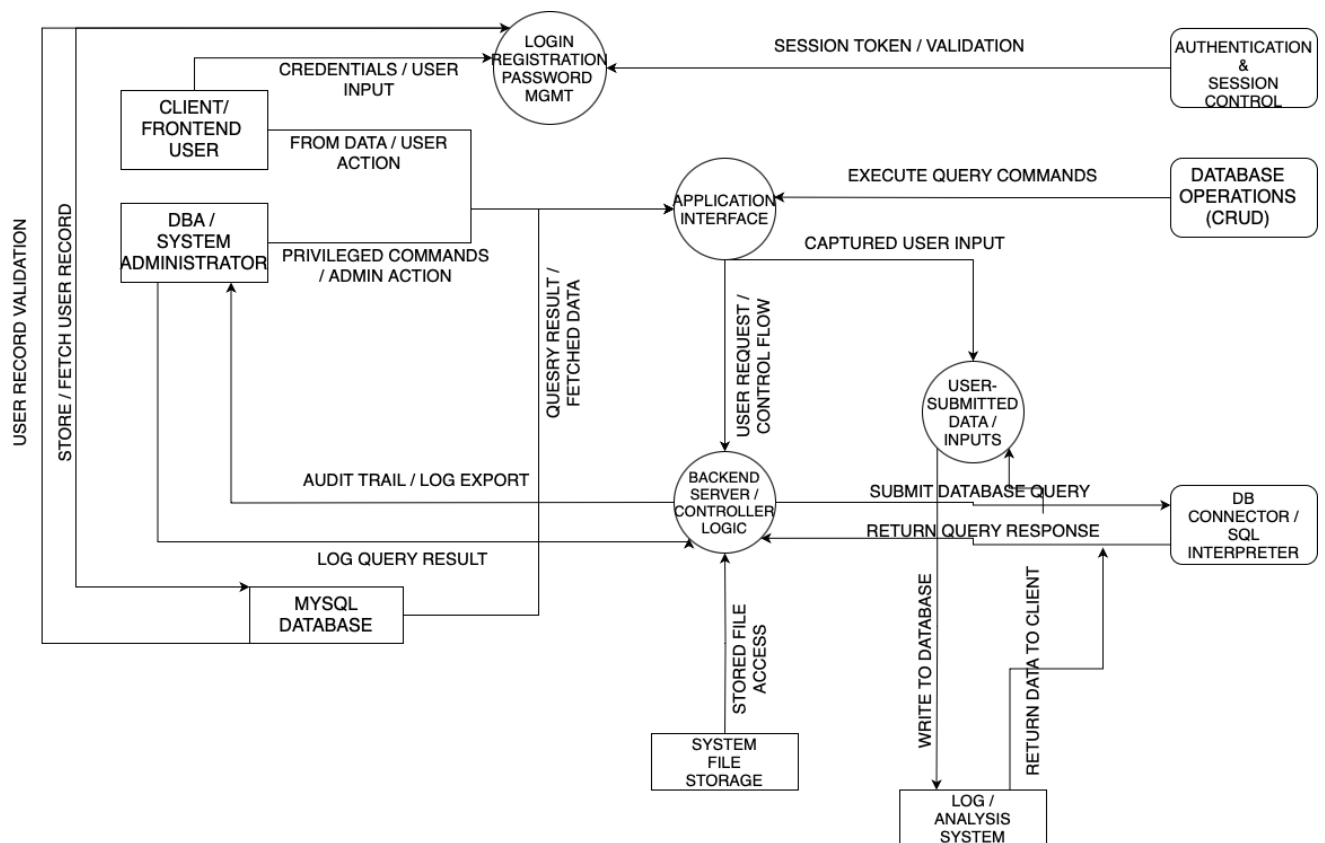 LOGIN
REGISTRATION
PASSWORD
MGMT
SESSION TOKEN / VALIDATION
AUTHENTICATION
&
SESSION
CONTROL
CREDENTIALS / USER
INPUT
CLIENT/
FRONTEND
USER
FROM DATA / USER
ACTION
APPLICATION
INTERFACE
EXECUTE QUERY COMMANDS
DATABASE
OPERATIONS
(CRUD)
DBA /
SYSTEM
ADMINISTRATOR
PRIVILEGED COMMANDS
/ ADMIN ACTION
CAPTURED USER INPUT
USER RECORD VALIDATION
STORE / FETCH USER RECORD
QUESRY RESULT /
FETCHED DATA
USER REQUEST /
CONTROL FLOW
USER-
SUBMITTED
DATA /
INPUTS
AUDIT TRAIL / LOG EXPORT
BACKEND
SERVER /
CONTROLLER
LOGIC
SUBMIT DATABASE QUERY
RETURN QUERY RESPONSE
DB
CONNECTOR /
SQL
INTERPRETER
LOG QUERY RESULT
MYSQL
DATABASE
STORED FILE
ACCESS
WRITE TO DATABASE
RETURN DATA TO CLIENT
SYSTEM
FILE
STORAGE
LOG /
ANALYSIS
SYSTEM